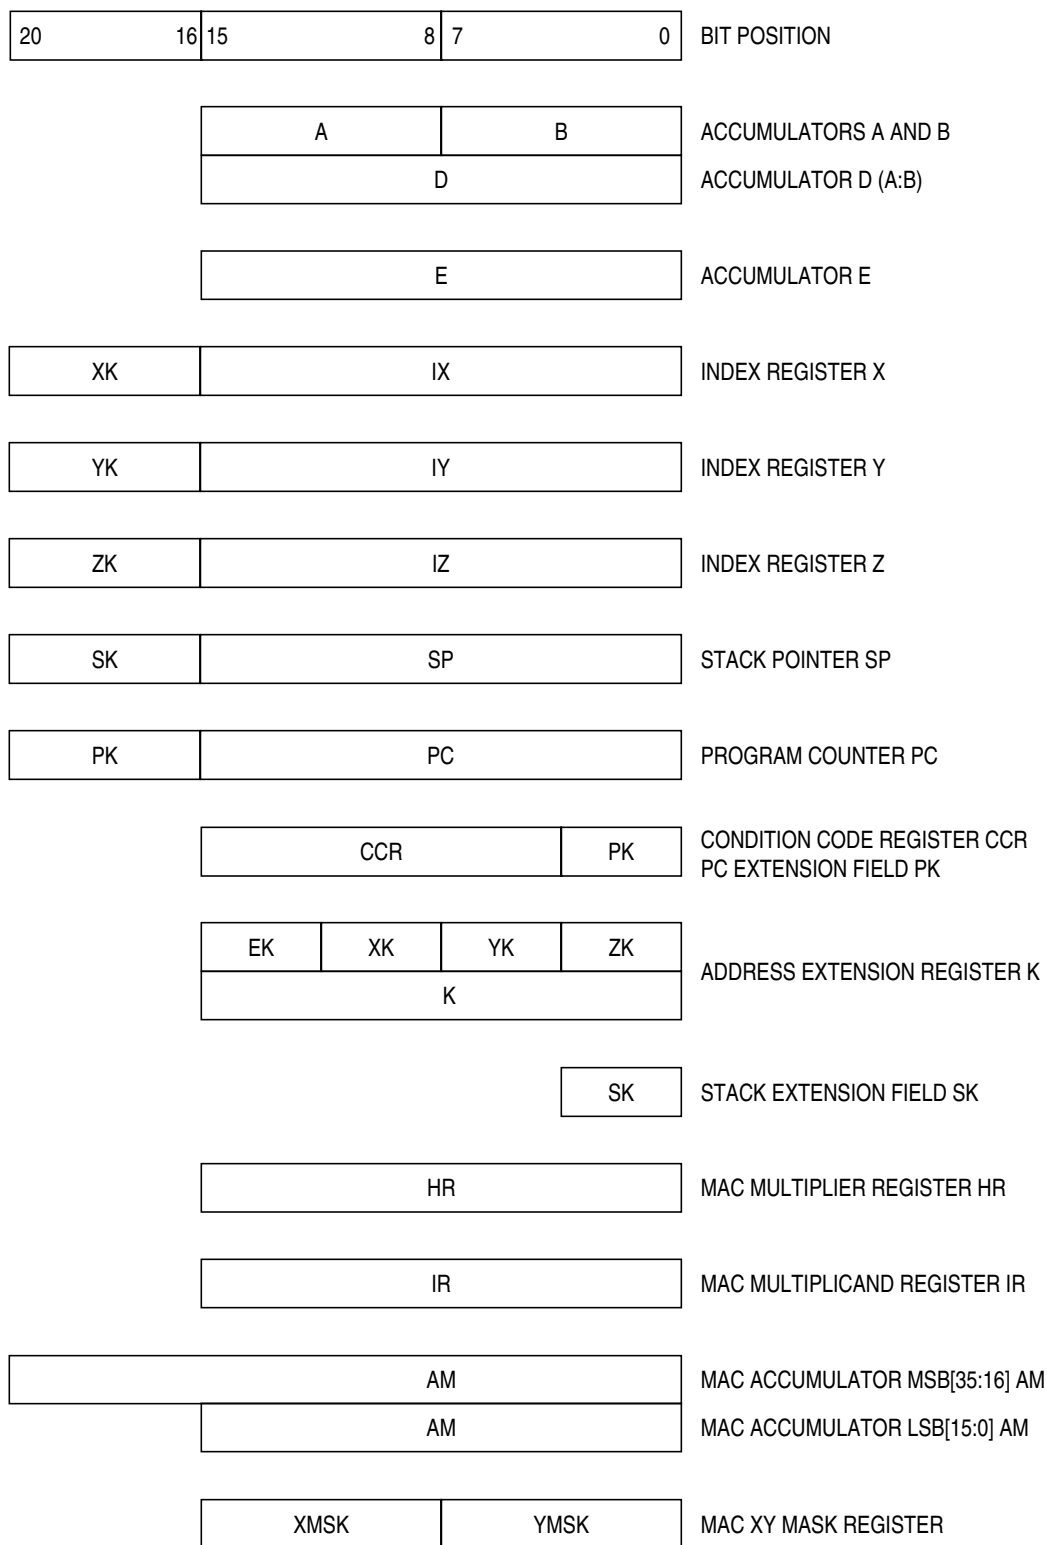 20 16 15 8 7 0 BIT POSITION
A B ACCUMULATORS A AND B
D ACCUMULATOR D (A:B)
E ACCUMULATOR E
XK IX INDEX REGISTER X
YK IY INDEX REGISTER Y
ZK IZ INDEX REGISTER Z
SK SP STACK POINTER SP
PK PC PROGRAM COUNTER PC
CCR PK CONDITION CODE REGISTER CCR
PC EXTENSION FIELD PK
EK XK YK ZK
ADDRESS EXTENSION REGISTER K
K
SK STACK EXTENSION FIELD SK
HR MAC MULTIPLIER REGISTER HR
IR MAC MULTIPLICAND REGISTER IR
AM MAC ACCUMULATOR MSB[35:16] AM
AM MAC ACCUMULATOR LSB[15:0] AM
XMSK YMSK MAC XY MASK REGISTER